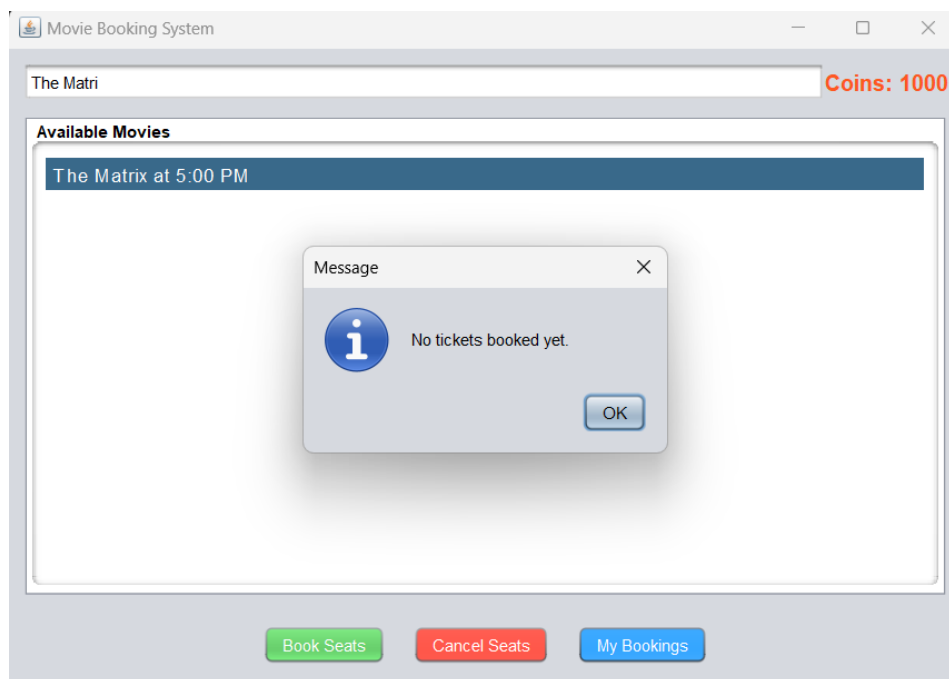 Movie Booking System
The Matri
Coins: 1000
Available Movies
The Matrix at 5:00 PM
Message
No tickets booked yet.
OK
Book Seats
Cancel Seats
My Bookings